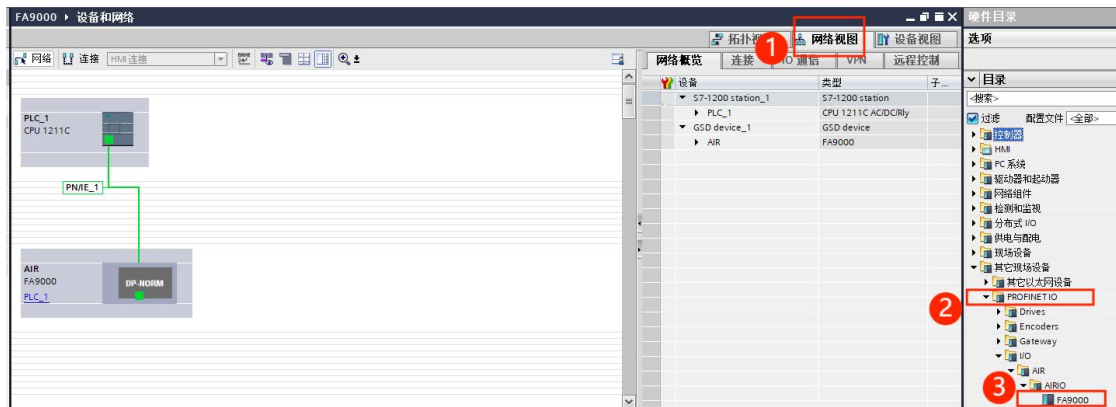 FA9000 ▸ 设备和网络
硬件目录
拓扑视
网络视图
设备视图
选项
1
网络
连接
HMI 连接
网络概览
连接
IO 通信
VPN
远程控制
设备
类型
子...
S7-1200 station_1
S7-1200 station
PLC_1
CPU 1211C AC/DC/Rly
GSD device_1
GSD device
AIR
FA9000
PLC_1
CPU 1211C
PN/IE_1
AIR
FA9000
PLC_1
DP-NORM
目录
<搜索>
过滤
配置文件
<全部>
控制器
HMI
PC 系统
驱动器和起动器
网络组件
检测和监视
分布式 I/O
供电与配电
现场设备
其它现场设备
其它以太网设备
2
PROFINET IO
Drives
Encoders
Gateway
I/O
AIR
3
AIRIO
FA9000